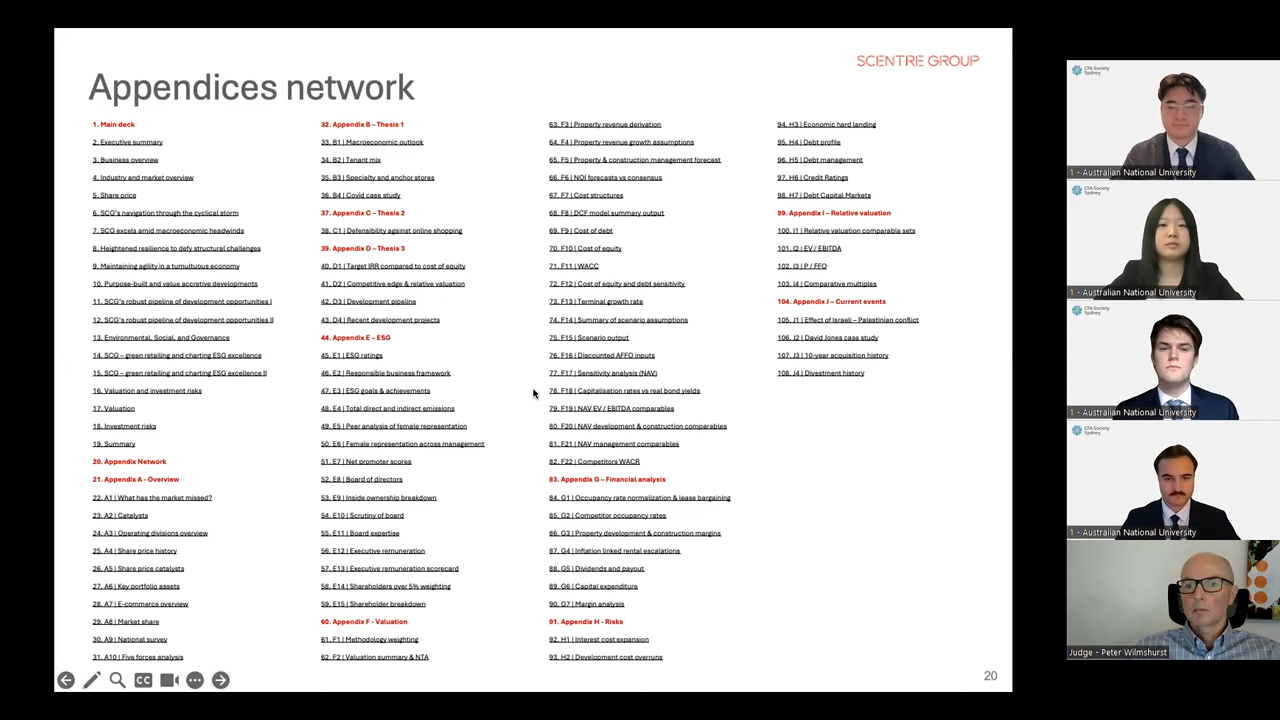 SCENTRE GROUP
Appendices network
1. Main deck
2. Executive summary
3. Business overview
4. Industry and market overview
5. Share price
6. SCG's navigation through the cyclical storm
7. SCG excels amid macroeconomic headwinds
8. Heightened resilience to defy structural challenges
9. Maintaining agility in a tumultuous economy
10. Purpose-built and value accretive developments
11. SCG's robust pipeline of development opportunities I
12. SCG's robust pipeline of development opportunities II
13. Environmental, Social, and Governance
14. SCG – green retailing and charting ESG excellence
15. SCG – green retailing and charting ESG excellence II
16. Valuation and investment risks
17. Valuation
18. Investment risks
19. Summary
20. Appendix Network
21. Appendix A - Overview
22. A1 | What has the market missed?
23. A2 | Catalysts
24. A3 | Operating divisions overview
25. A4 | Share price history
26. A5 | Share price catalysts
27. A6 | Key portfolio assets
28. A7 | E-commerce overview
29. A8 | Market share
30. A9 | National survey
31. A10 | Five forces analysis
32. Appendix B – Thesis 1
33. B1 | Macroeconomic outlook
34. B2 | Tenant mix
35. B3 | Specialty and anchor stores
36. B4 | Covid case study
37. Appendix C – Thesis 2
38. C1 | Defensibility against online shopping
39. Appendix D – Thesis 3
40. D1 | Target IRR compared to cost of equity
41. D2 | Competitive edge & relative valuation
42. D3 | Development pipeline
43. D4 | Recent development projects
44. Appendix E – ESG
45. E1 | ESG ratings
46. E2 | Responsible business framework
47. E3 | ESG goals & achievements
48. E4 | Total direct and indirect emissions
49. E5 | Peer analysis of female representation
50. E6 | Female representation across management
51. E7 | Net promoter scores
52. E8 | Board of directors
53. E9 | Inside ownership breakdown
54. E10 | Scrutiny of board
55. E11 | Board expertise
56. E12 | Executive remuneration
57. E13 | Executive remuneration scorecard
58. E14 | Shareholders over 5% weighting
59. E15 | Shareholder breakdown
60. Appendix F - Valuation
61. F1 | Methodology weighting
62. F2 | Valuation summary & NTA
63. F3 | Property revenue derivation
64. F4 | Property revenue growth assumptions
65. F5 | Property & construction management forecast
66. F6 | NOI forecasts vs consensus
67. F7 | Cost structures
68. F8 | DCF model summary output
69. F9 | Cost of debt
70. F10 | Cost of equity
71. F11 | WACC
72. F12 | Cost of equity and debt sensitivity
73. F13 | Terminal growth rate
74. F14 | Summary of scenario assumptions
75. F15 | Scenario output
76. F16 | Discounted AFFO inputs
77. F17 | Sensitivity analysis (NAV)
78. F18 | Capitalisation rates vs real bond yields
79. F19 | NAV EV / EBITDA comparables
80. F20 | NAV development & construction comparables
81. F21 | NAV management comparables
82. F22 | Competitors WACR
83. Appendix G – Financial analysis
84. G1 | Occupancy rate normalization & lease bargaining
85. G2 | Competitor occupancy rates
86. G3 | Property development & construction margins
87. G4 | Inflation linked rental escalations
88. G5 | Dividends and payout
89. G6 | Capital expenditure
90. G7 | Margin analysis
91. Appendix H - Risks
92. H1 | Interest cost expansion
93. H2 | Development cost overruns
94. H3 | Economic hard landing
95. H4 | Debt profile
96. H5 | Debt management
97. H6 | Credit Ratings
98. H7 | Debt Capital Markets
99. Appendix I – Relative valuation
100. I1 | Relative valuation comparable sets
101. I2 | EV / EBITDA
102. I3 | P / FFO
103. I4 | Comparative multiples
104. Appendix J – Current events
105. J1 | Effect of Israeli – Palestinian conflict
106. J2 | David Jones case study
107. J3 | 10-year acquisition history
108. J4 | Divestment history
CC
20
CFA Society
Sydney
1 - Australian National University
CFA Society
Sydney
1 - Australian National University
CFA Society
Sydney
1 - Australian National University
CFA Society
Sydney
1 - Australian National University
Judge - Peter Wilmshurst